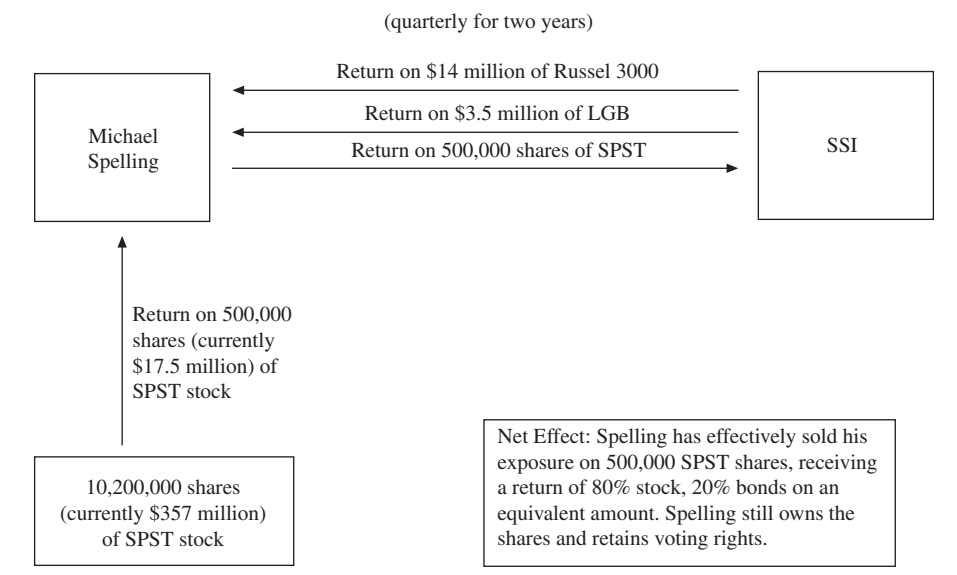 (quarterly for two years)
Return on $14 million of Russel 3000
Return on $3.5 million of LGB
Return on 500,000 shares of SPST
Michael
Spelling
SSI
Return on 500,000
shares (currently
$17.5 million) of
SPST stock
10,200,000 shares
(currently $357 million)
of SPST stock
Net Effect: Spelling has effectively sold his
exposure on 500,000 SPST shares, receiving
a return of 80% stock, 20% bonds on an
equivalent amount. Spelling still owns the
shares and retains voting rights.